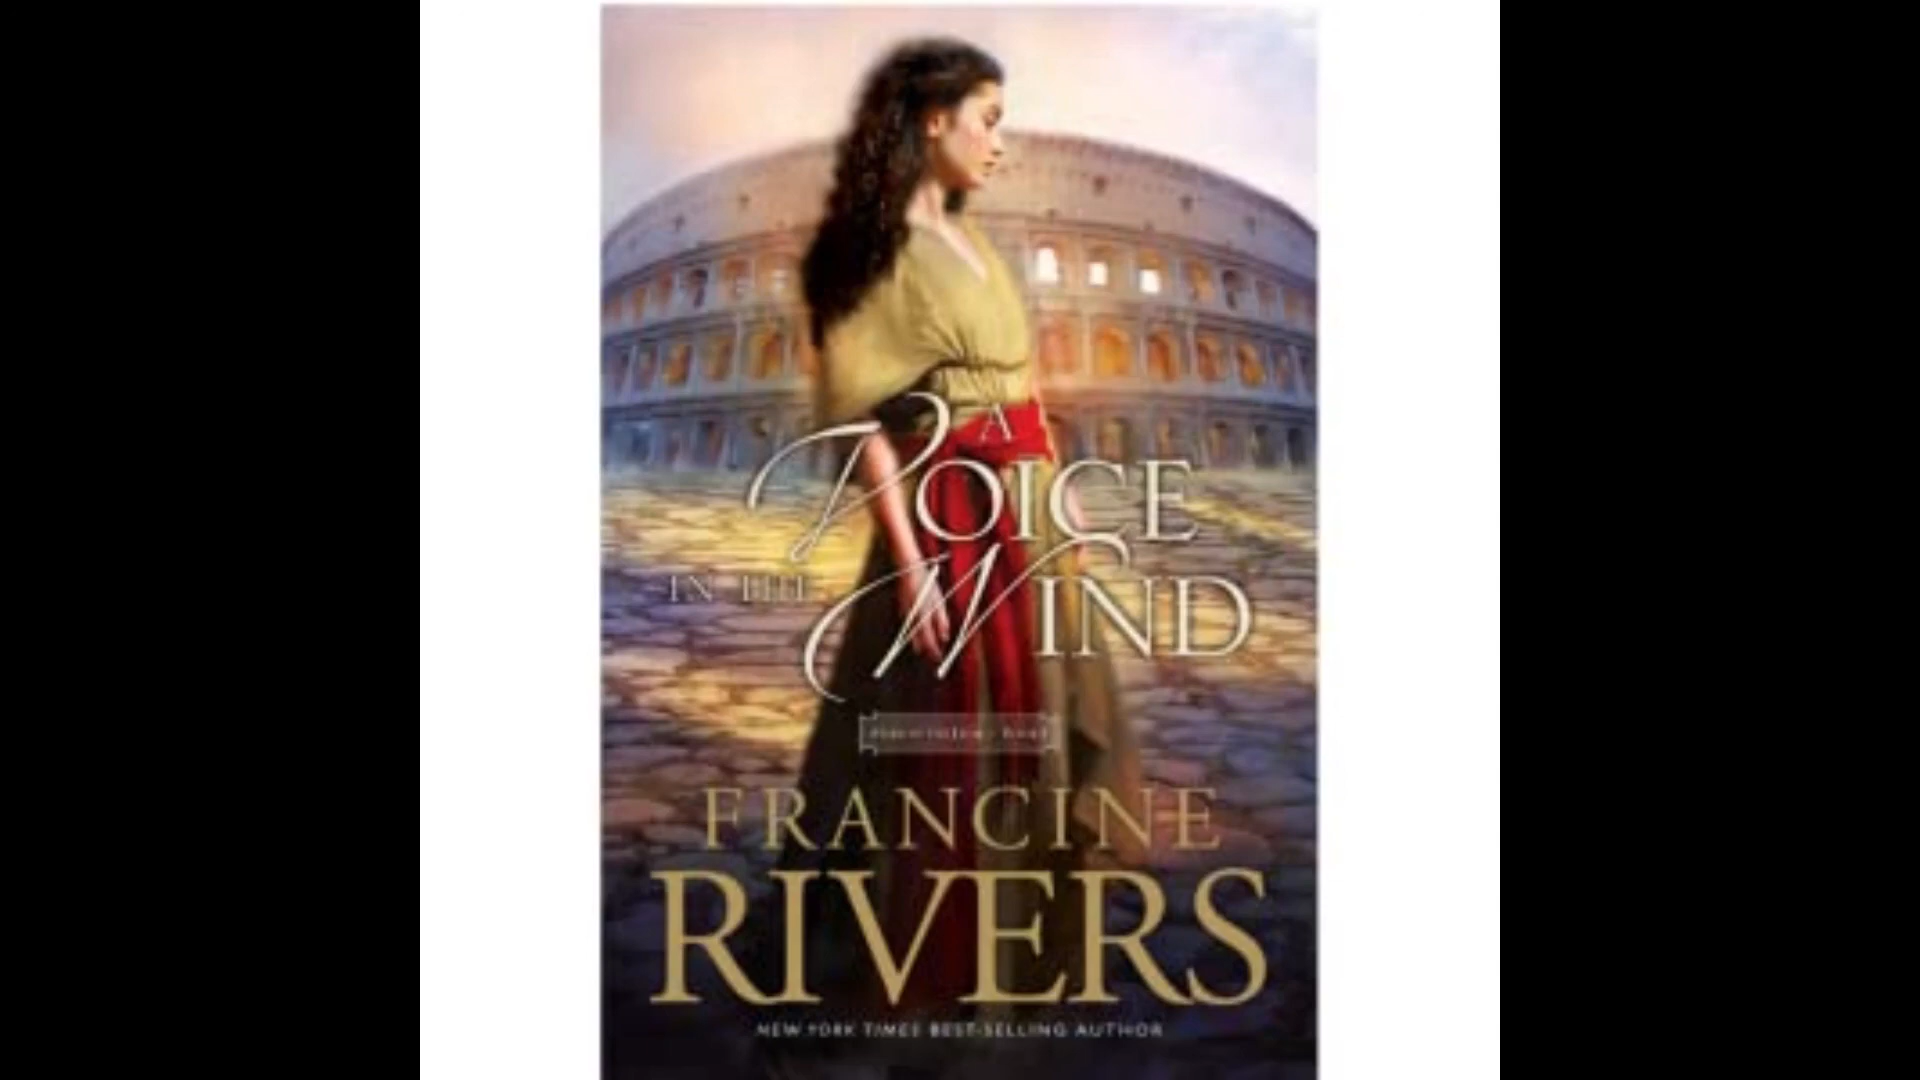 A
VOICE
IN THE
WIND
FRANCINE
RIVERS
NEW YORK TIMES BEST-SELLING AUTHOR